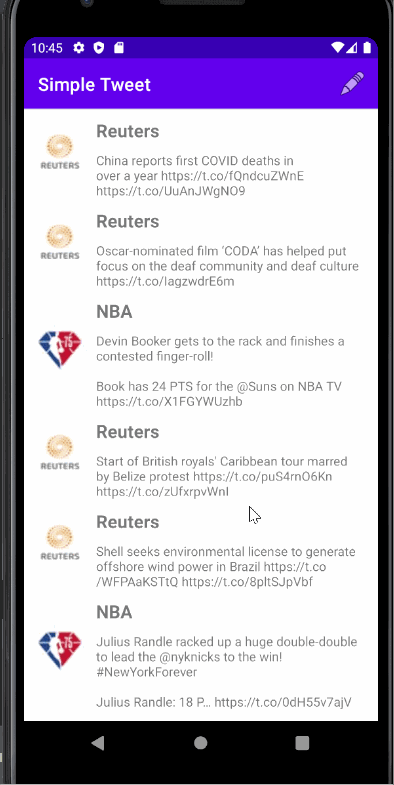 10:45
Simple Tweet
Reuters
REUTERS
China reports first COVID deaths in
over a year https://t.co/fQndcuZWnE
https://t.co/UuAnJWgNO9
Reuters
REUTERS
Oscar-nominated film 'CODA' has helped put
focus on the deaf community and deaf culture
https://t.co/IagzwdrE6m
NBA
75
Devin Booker gets to the rack and finishes a
contested finger-roll!
Book has 24 PTS for the @Suns on NBA TV
https://t.co/X1FGYWUzhb
Reuters
REUTERS
Start of British royals' Caribbean tour marred
by Belize protest https://t.co/puS4rnO6Kn
https://t.co/zUfxrpvWnI
Reuters
REUTERS
Shell seeks environmental license to generate
offshore wind power in Brazil https://t.co
/WFPAaKSTtQ https://t.co/8pltSJpVbf
NBA
75
Julius Randle racked up a huge double-double
to lead the @nyknicks to the win!
#NewYorkForever
Julius Randle: 18 P… https://t.co/0dH55v7ajV